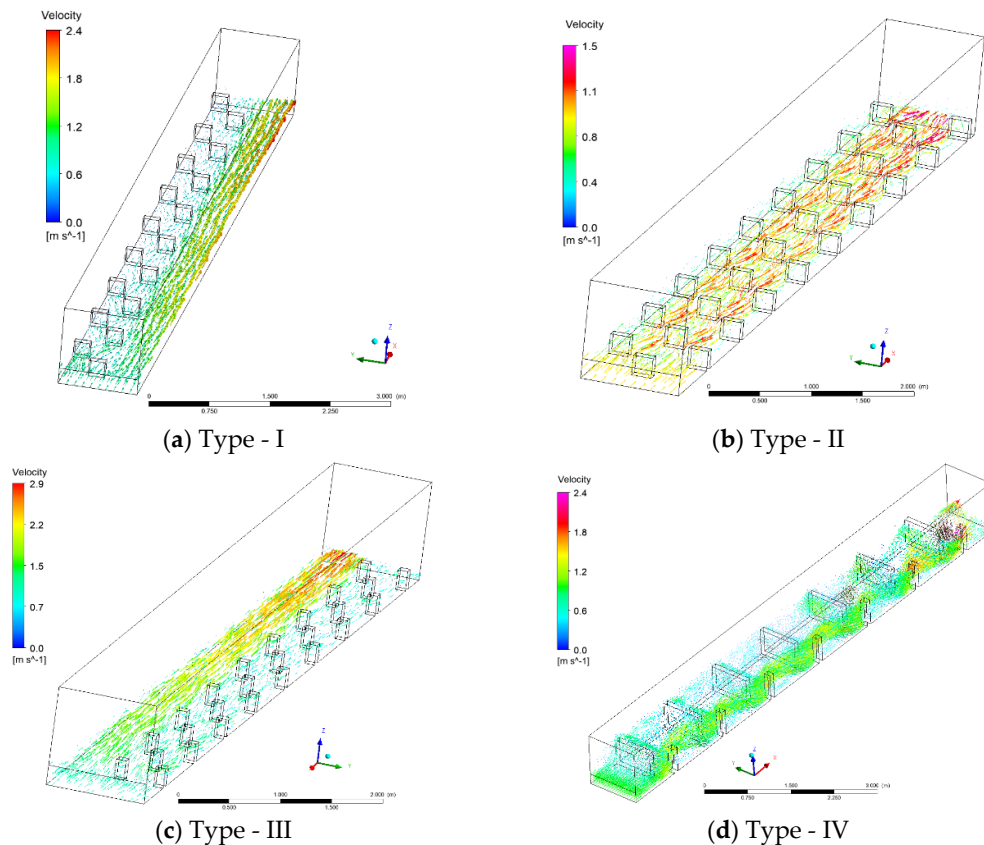 Velocity
2.4
1.8
1.2
0.6
0.0
[m s^-1]
Z
X
Y
0 1.500 3.000 (m)
0.750 2.250
(a) Type - I
Velocity
1.5
1.1
0.8
0.4
0.0
[m s^-1]
Z
X
Y
0 1.000 2.000 (m)
0.500 1.500
(b) Type - II
Velocity
2.9
2.2
1.5
0.7
0.0
[m s^-1]
Z
Y
0 1.000 2.000 (m)
0.500 1.500
(c) Type - III
Velocity
2.4
1.8
1.2
0.6
0.0
[m s^-1]
Z
Y X
0 1.500 3.000 (m)
0.750 2.250
(d) Type - IV